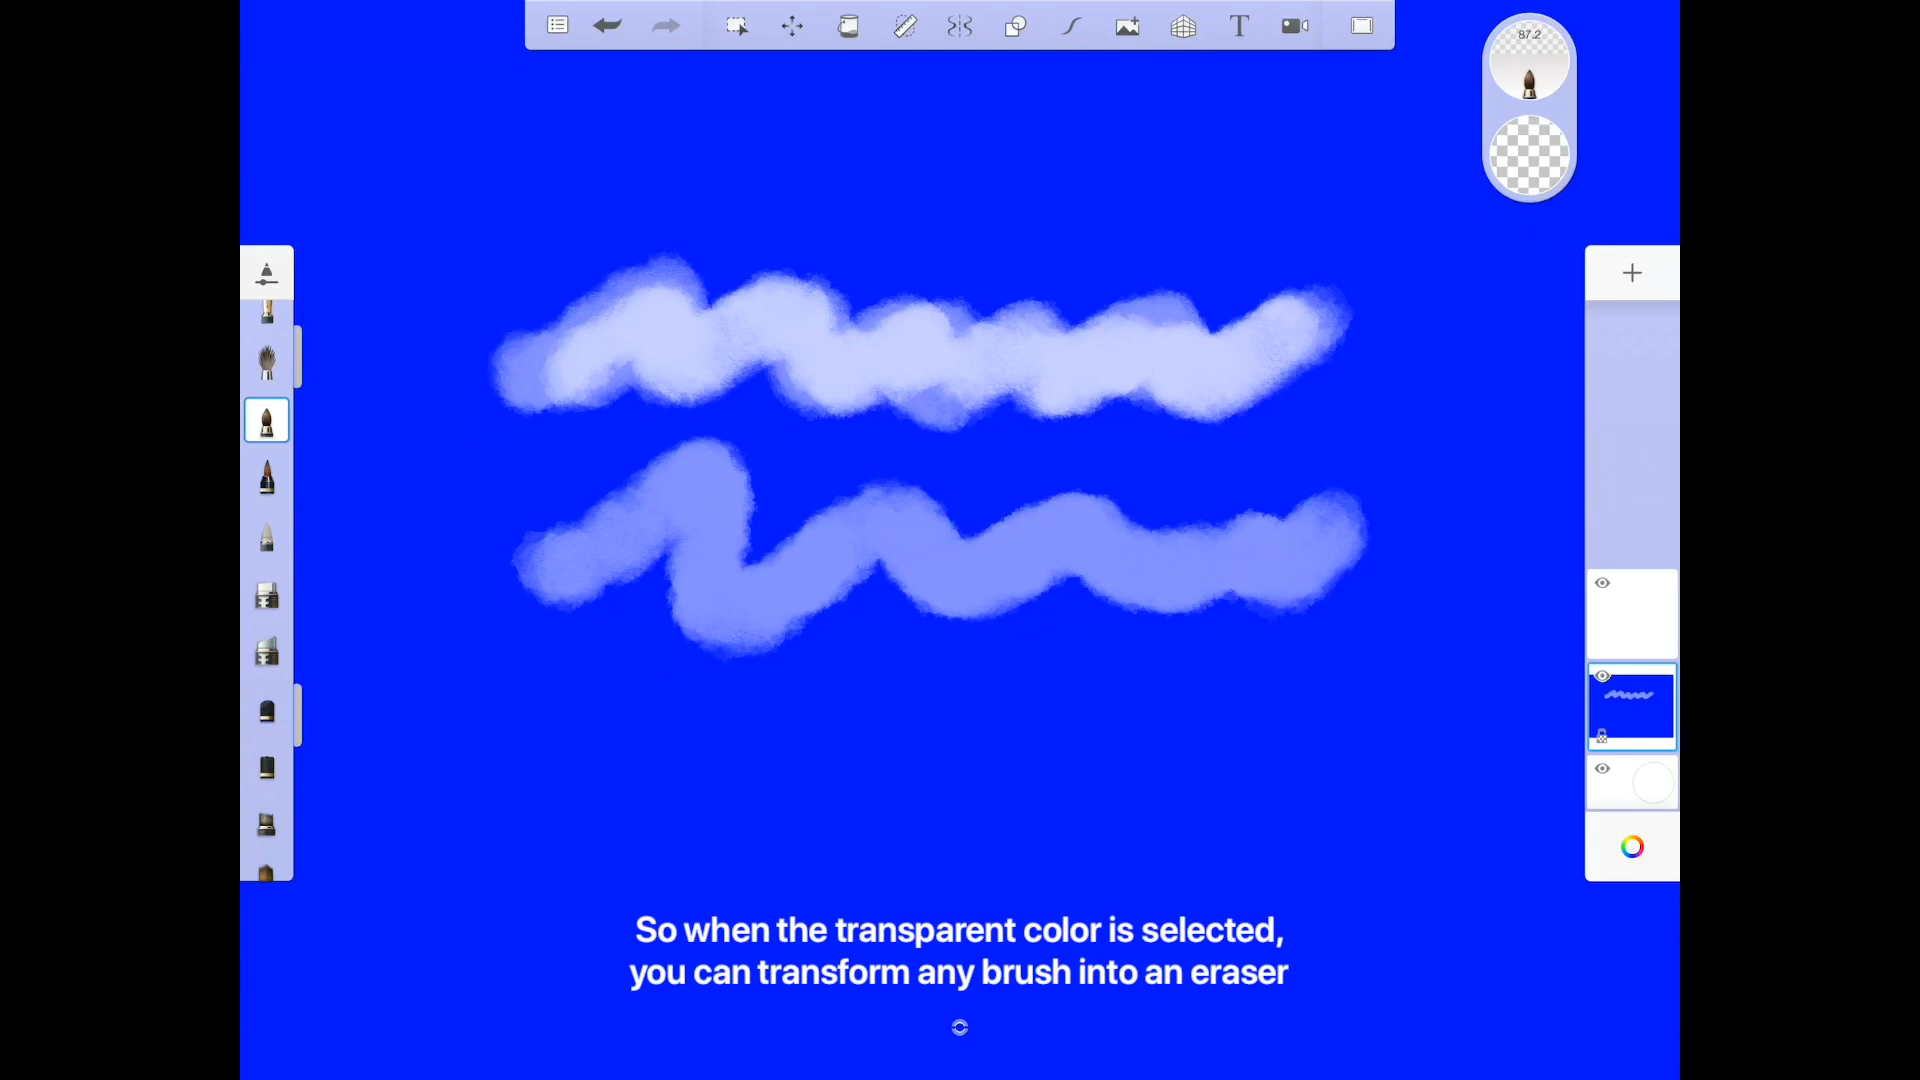 87.2
So when the transparent color is selected,
you can transform any brush into an eraser